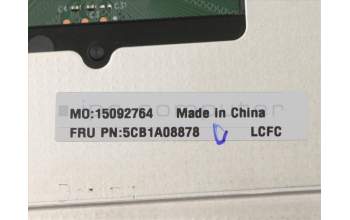 MO:15092764 Made in China
FRU PN:5CB1A08878 LCFC